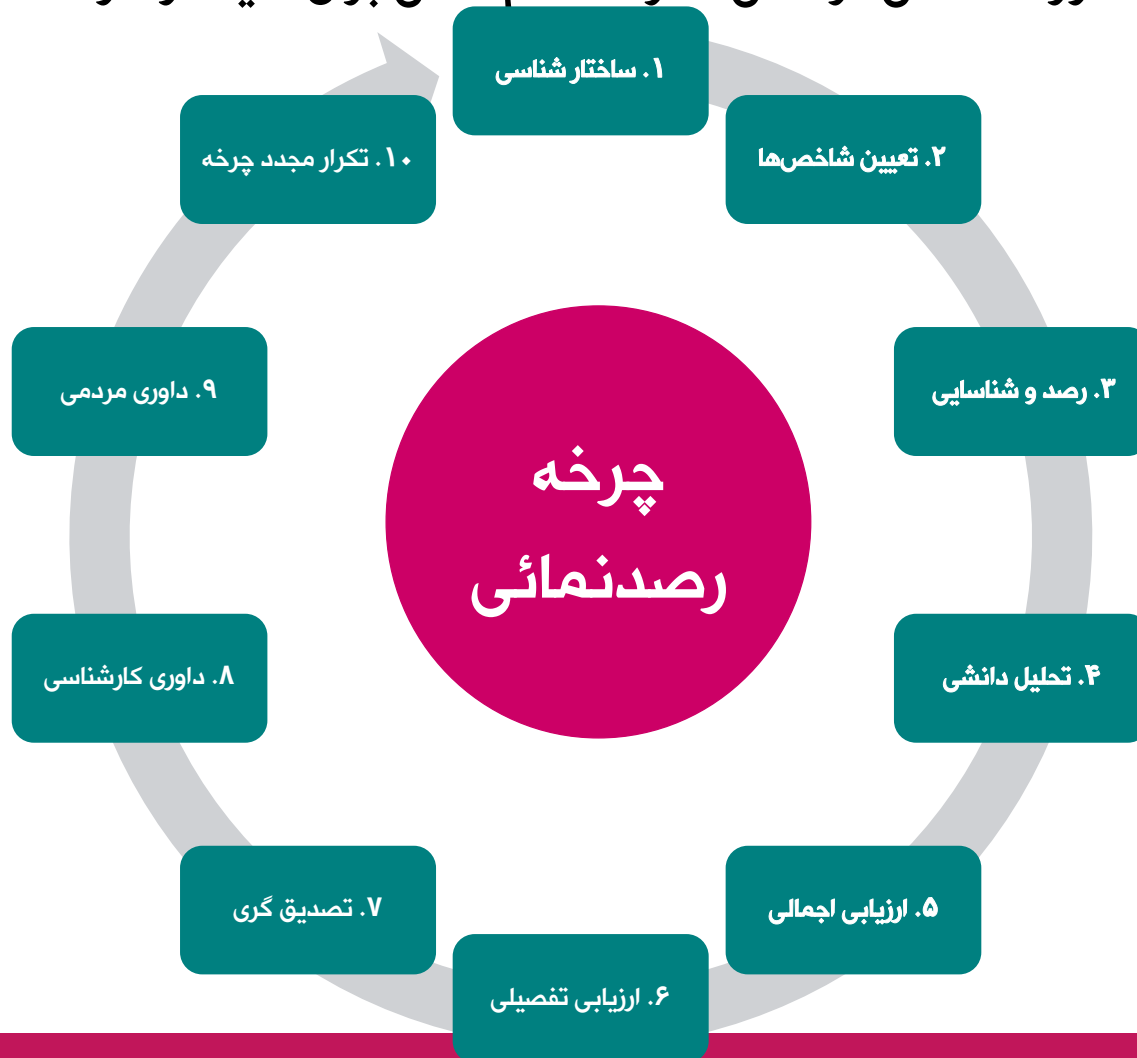 ۱. ساختار شناسی
۲. تعیین شاخص‌ها
۳. رصد و شناسایی
۴. تحلیل دانشی
۵. ارزیابی اجمالی
۶. ارزیابی تفصیلی
۷. تصدیق گری
۸. داوری کارشناسی
۹. داوری مردمی
۱۰. تکرار مجدد چرخه
چرخه
رصدنمائی